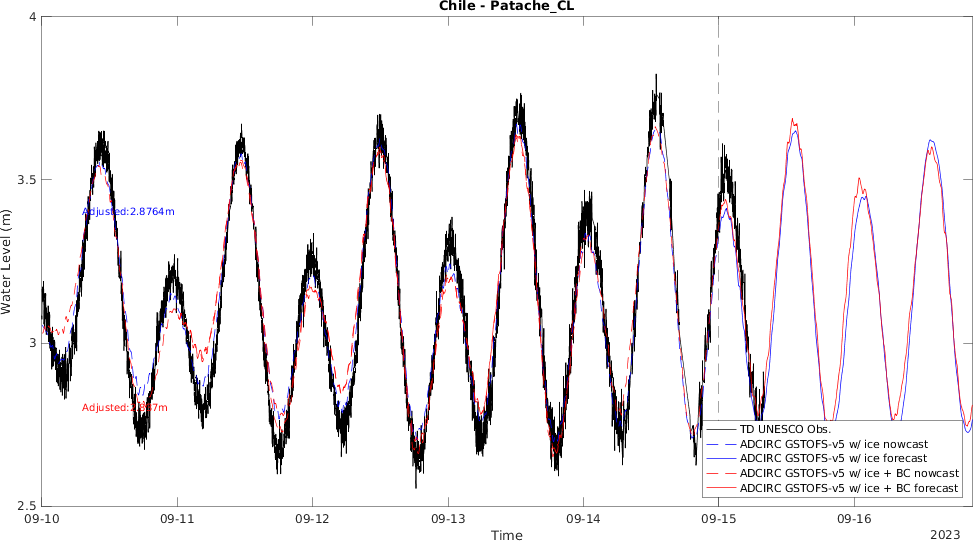 Chile - Patache_CL
4
3.5
3
2.5
Water Level (m)
Adjusted:2.8764m
09-10
09-11
09-12
09-13
09-14
09-15
09-16
Time
2023
TD UNESCO Obs.
ADCIRC GSTOFS-v5 w/ ice nowcast
ADCIRC GSTOFS-v5 w/ ice forecast
ADCIRC GSTOFS-v5 w/ ice + BC nowcast
ADCIRC GSTOFS-v5 w/ ice + BC forecast